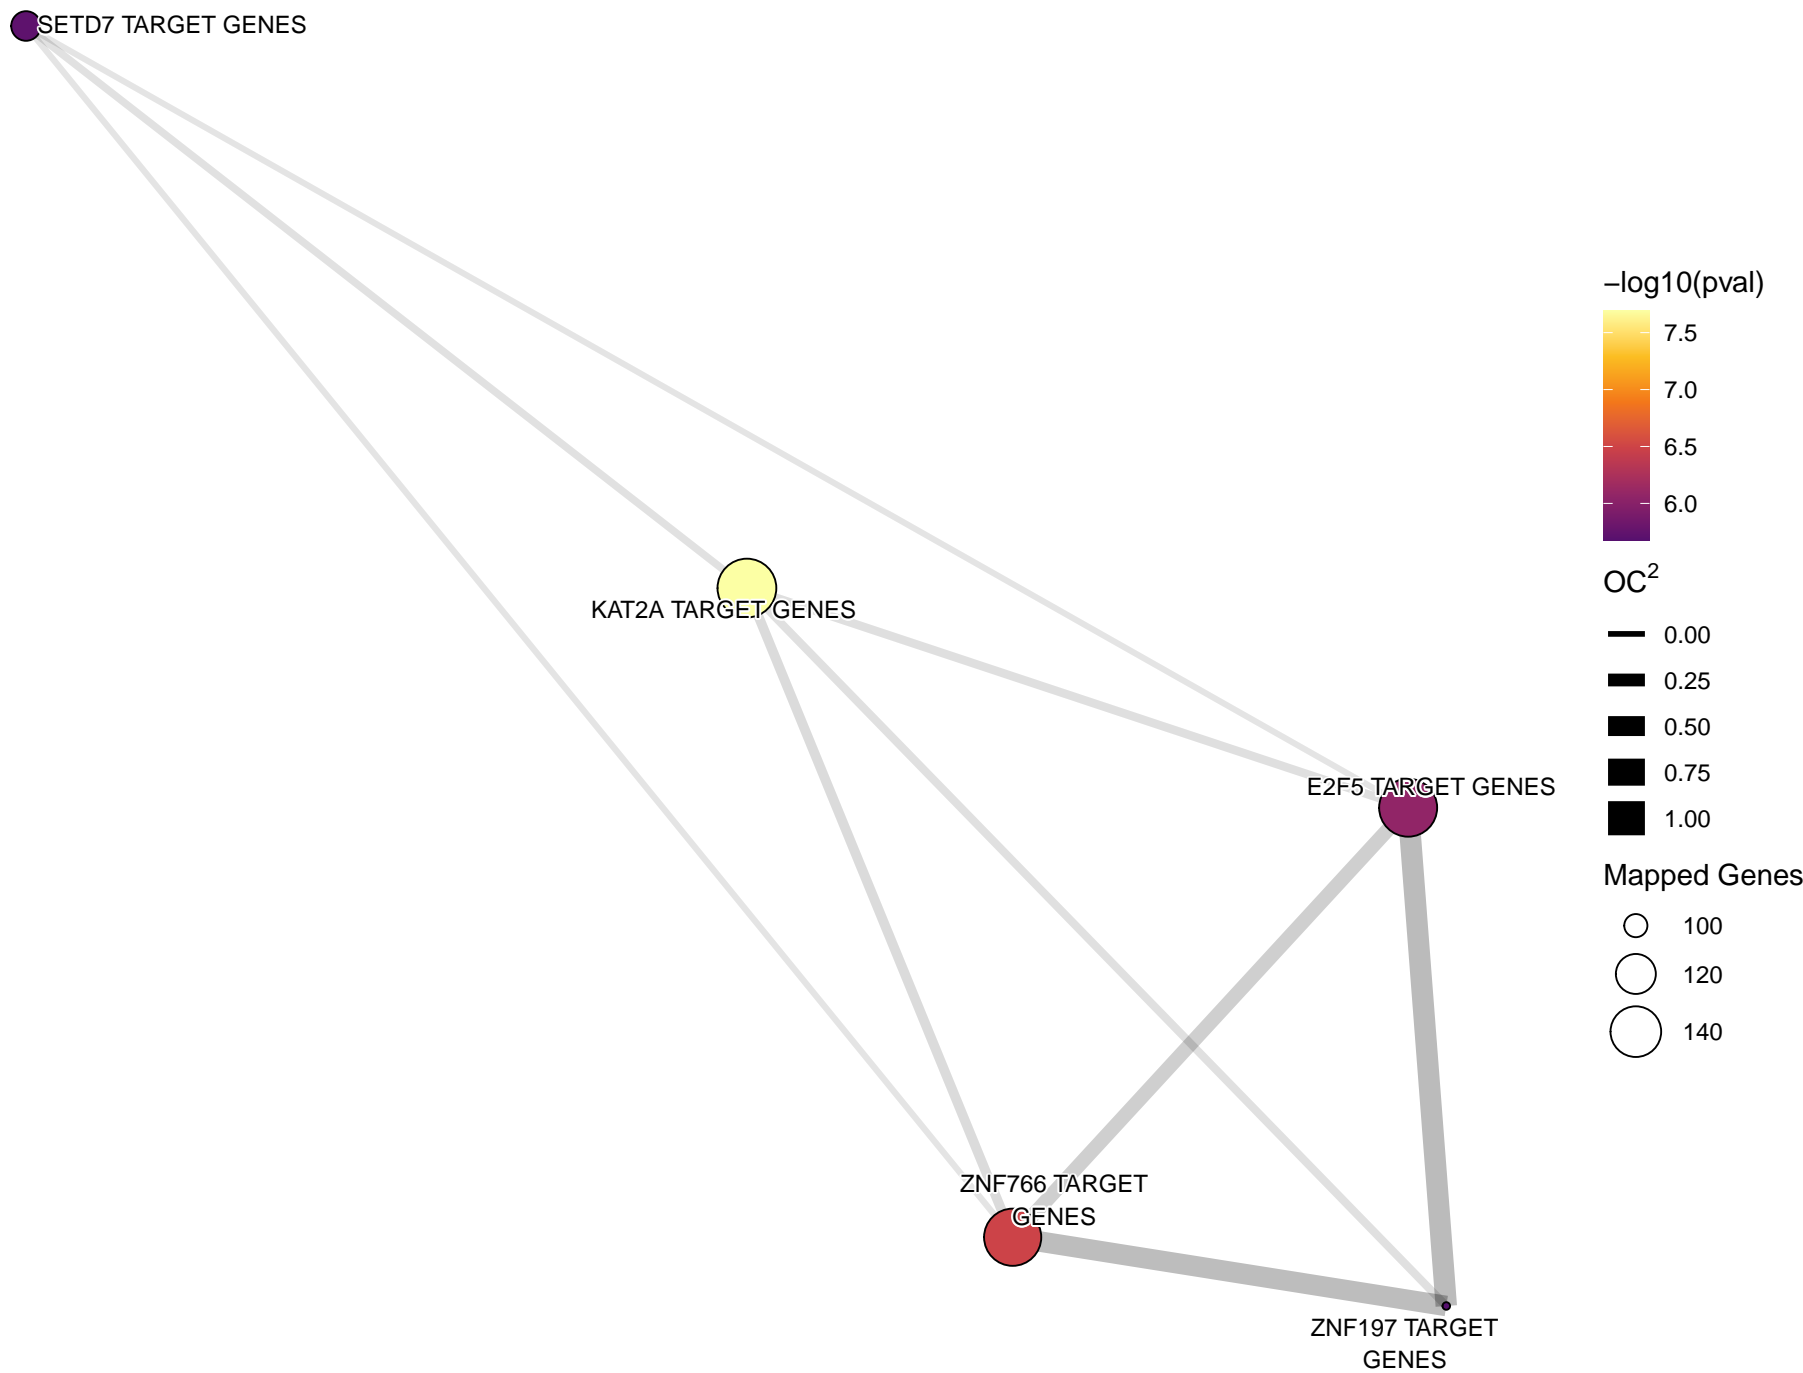 SETD7 TARGET GENES
KAT2A TARGET GENES
E2F5 TARGET GENES
ZNF766 TARGET
GENES
ZNF197 TARGET
GENES
−log10(pval)
7.5
7.0
6.5
6.0
OC²
0.00
0.25
0.50
0.75
1.00
Mapped Genes
100
120
140